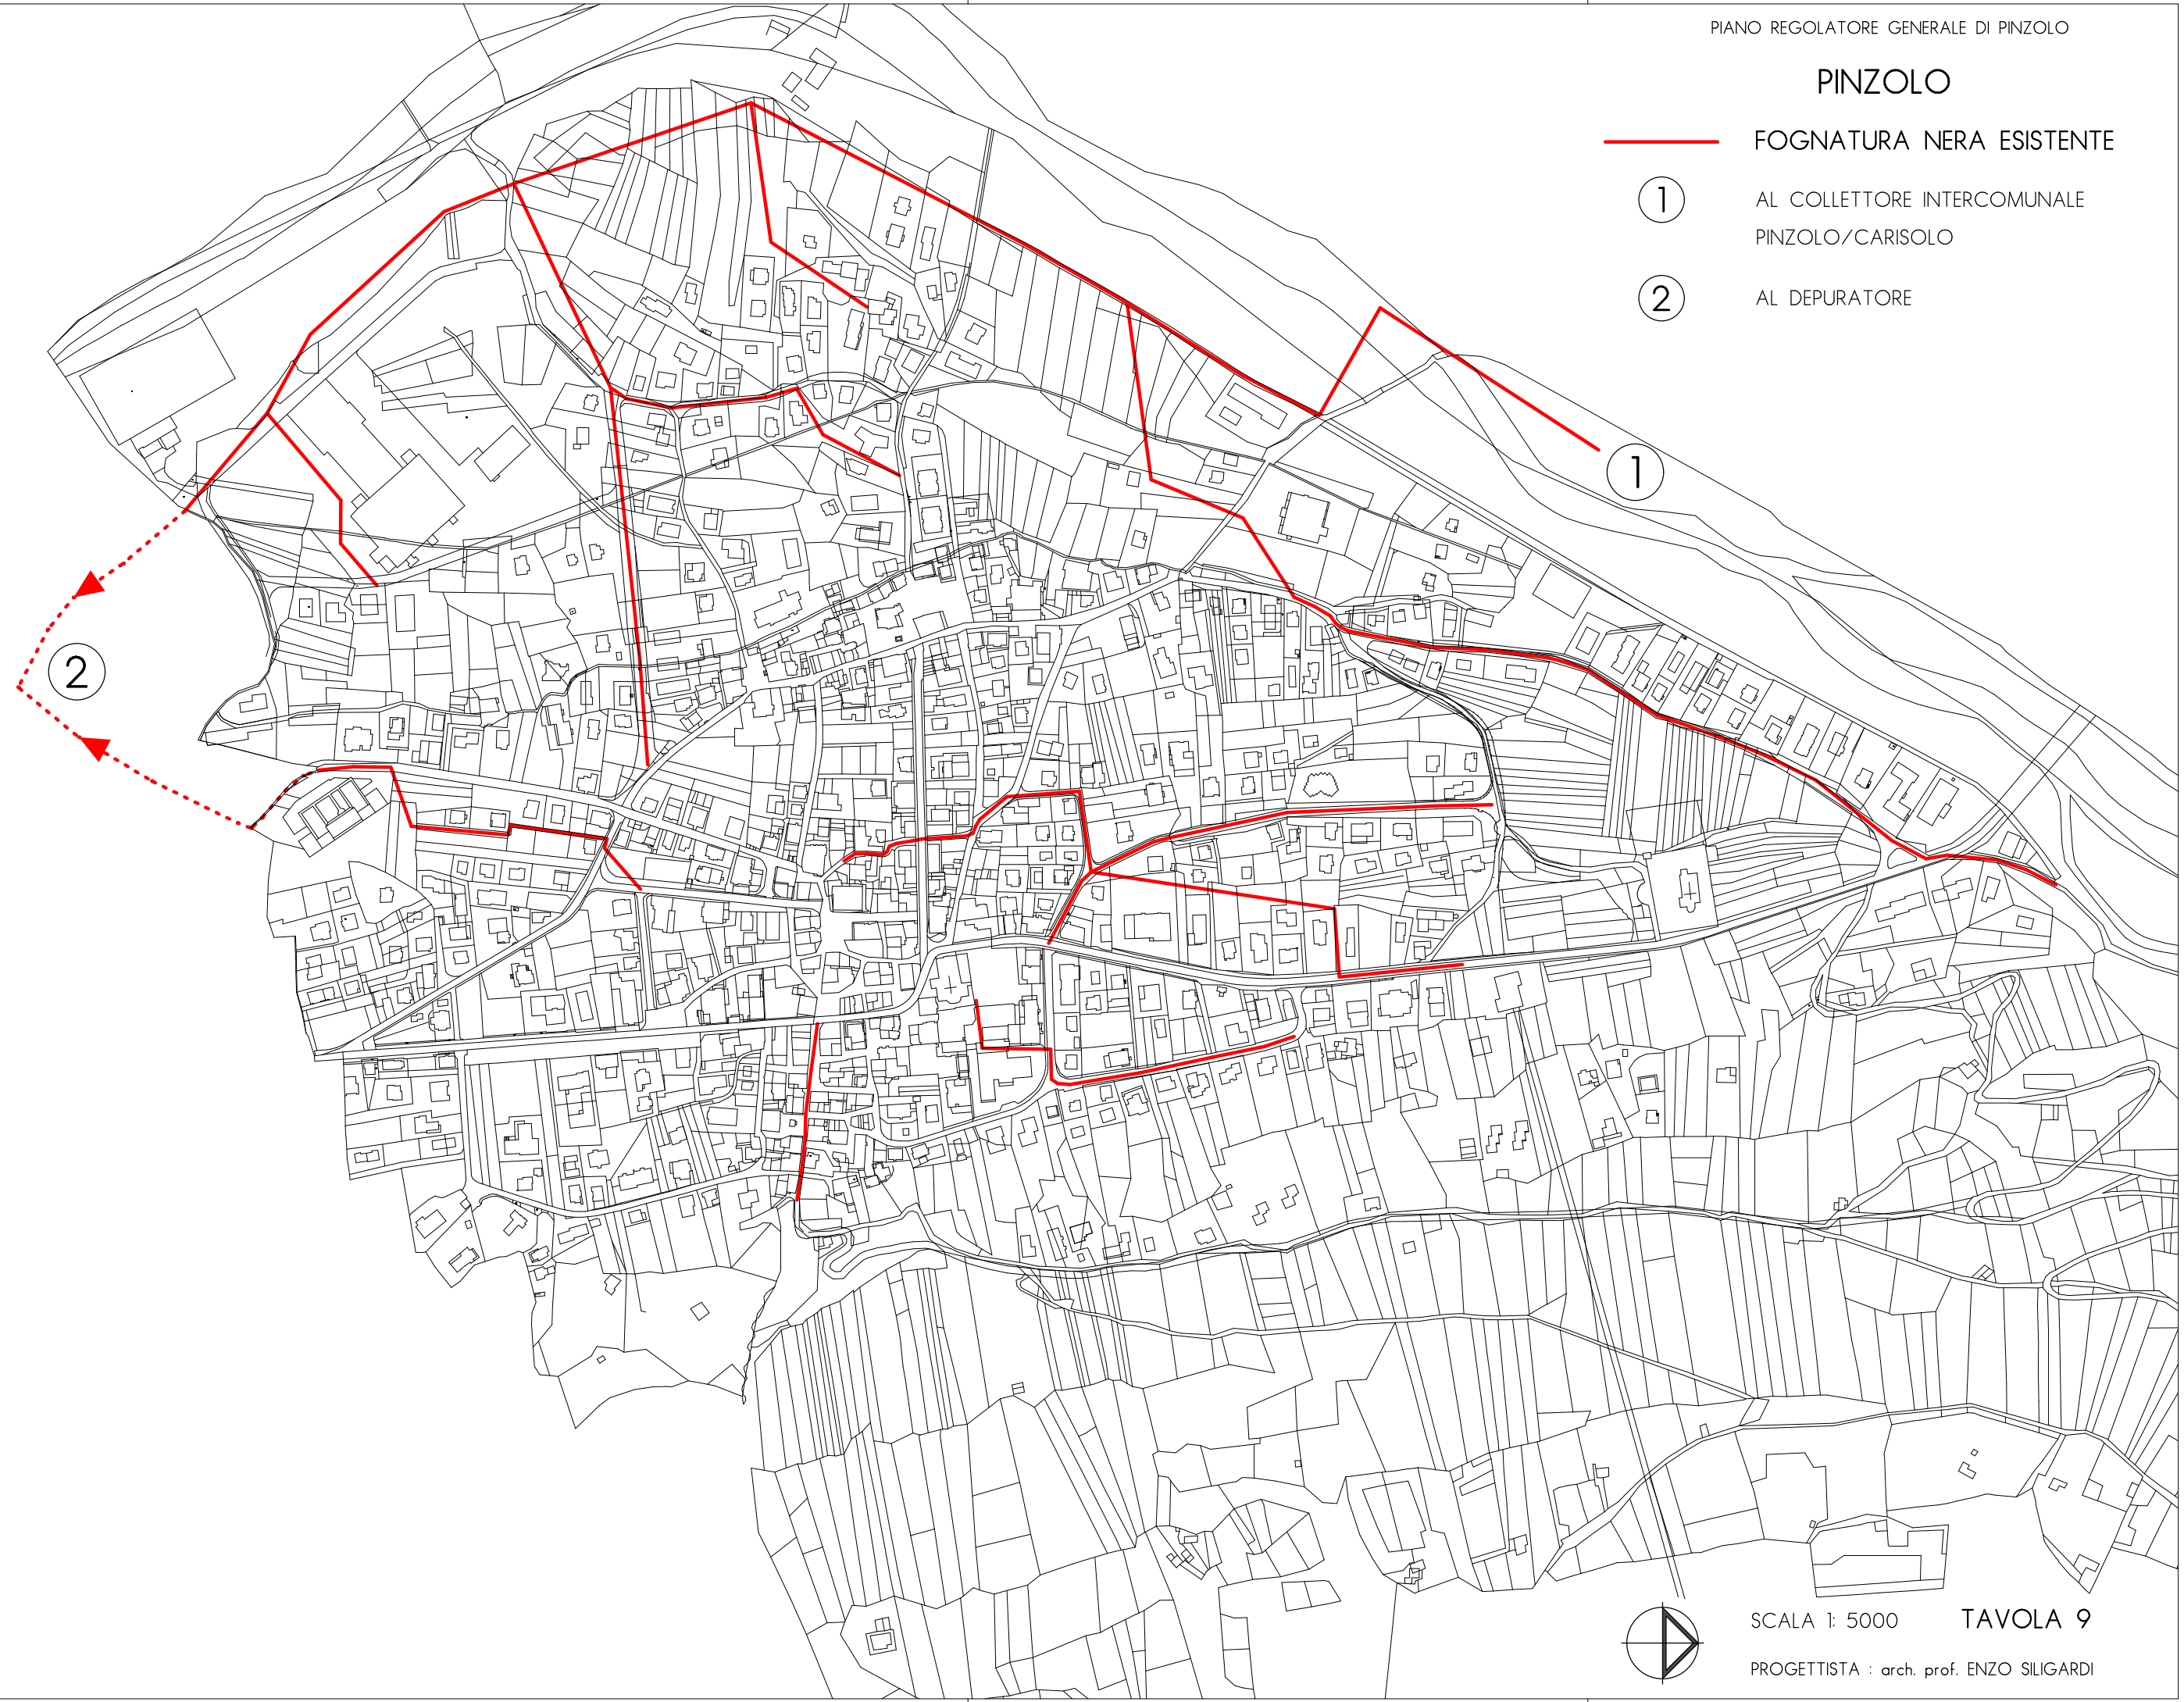 PIANO REGOLATORE GENERALE DI PINZOLO
PINZOLO
FOGNATURA NERA ESISTENTE
1 AL COLLETTORE INTERCOMUNALE
PINZOLO/CARISOLO
2 AL DEPURATORE
1
2
SCALA 1: 5000 TAVOLA 9
PROGETTISTA : arch. prof. ENZO SILIGARDI